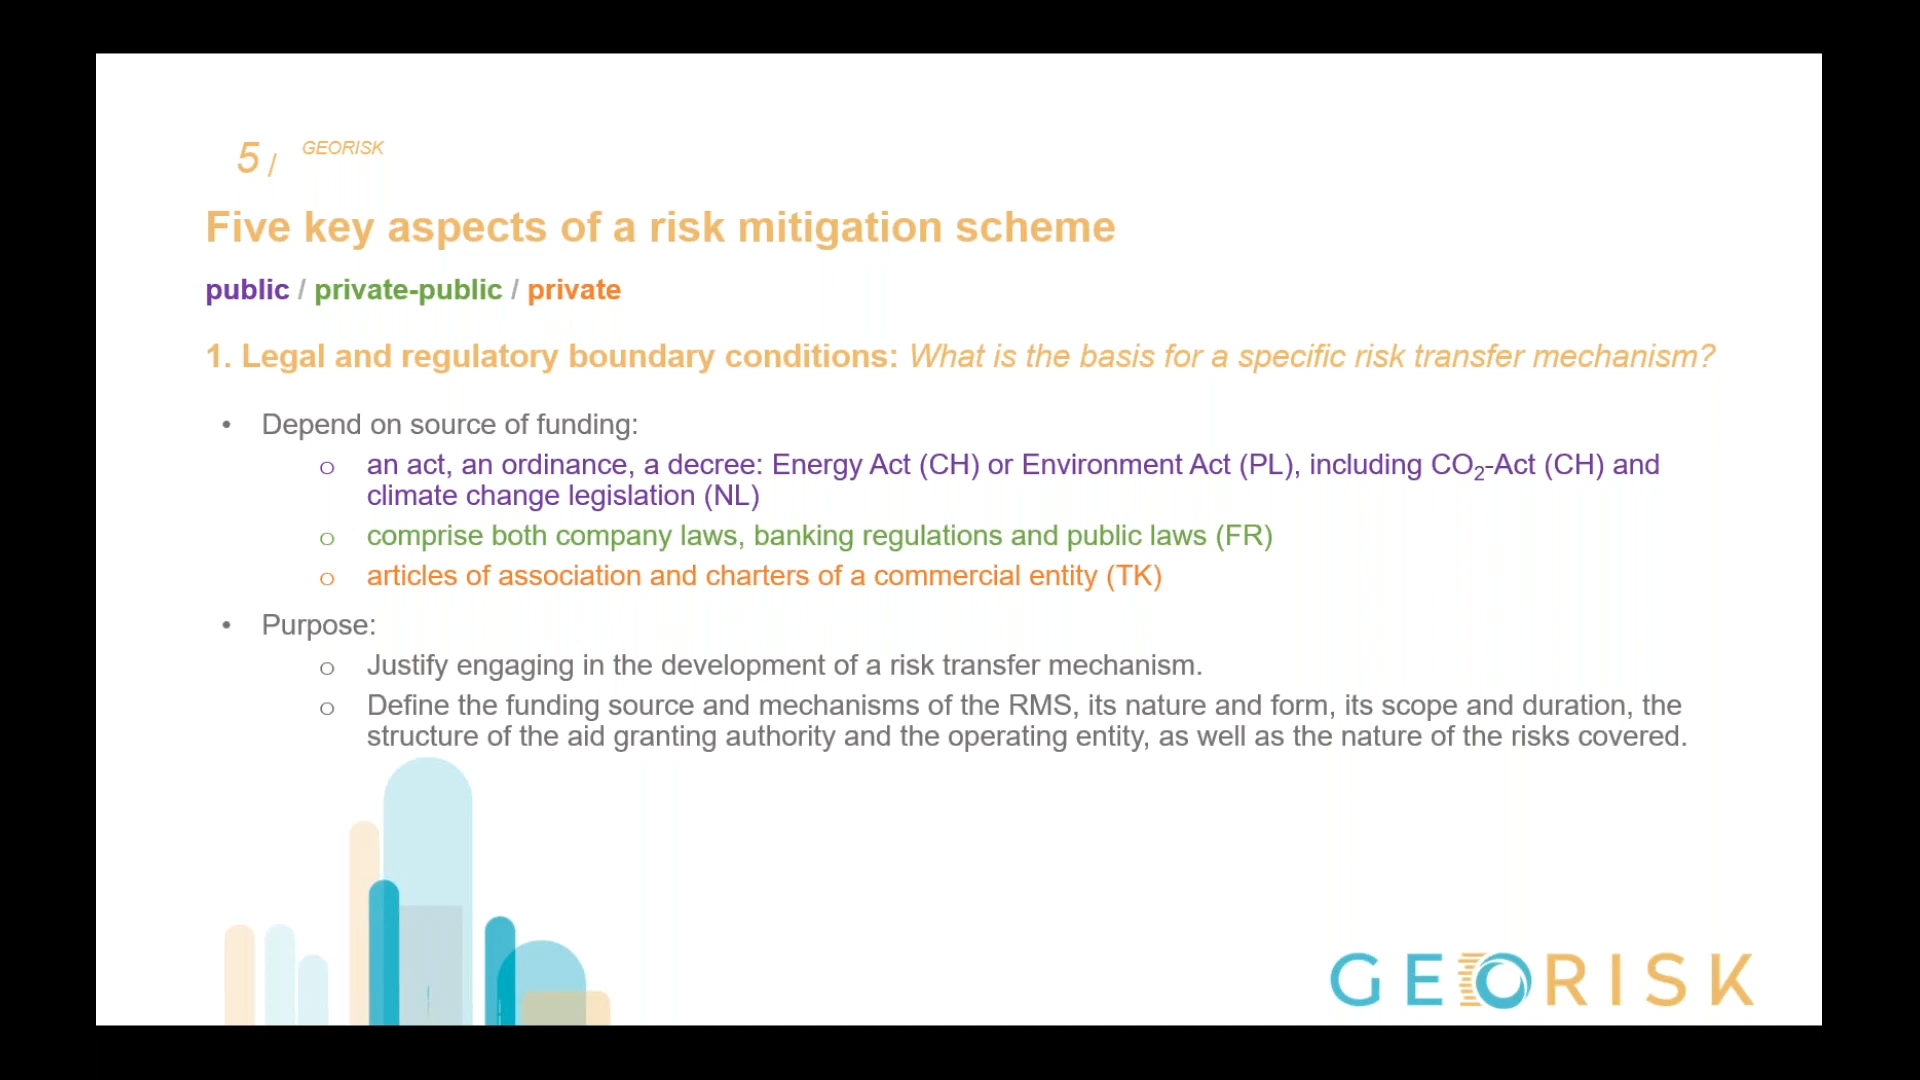 5 / GEORISK
Five key aspects of a risk mitigation scheme
public / private-public / private
1. Legal and regulatory boundary conditions: What is the basis for a specific risk transfer mechanism?
• Depend on source of funding:
o an act, an ordinance, a decree: Energy Act (CH) or Environment Act (PL), including CO₂-Act (CH) and
climate change legislation (NL)
o comprise both company laws, banking regulations and public laws (FR)
o articles of association and charters of a commercial entity (TK)
• Purpose:
o Justify engaging in the development of a risk transfer mechanism.
o Define the funding source and mechanisms of the RMS, its nature and form, its scope and duration, the
structure of the aid granting authority and the operating entity, as well as the nature of the risks covered.
GEORISK